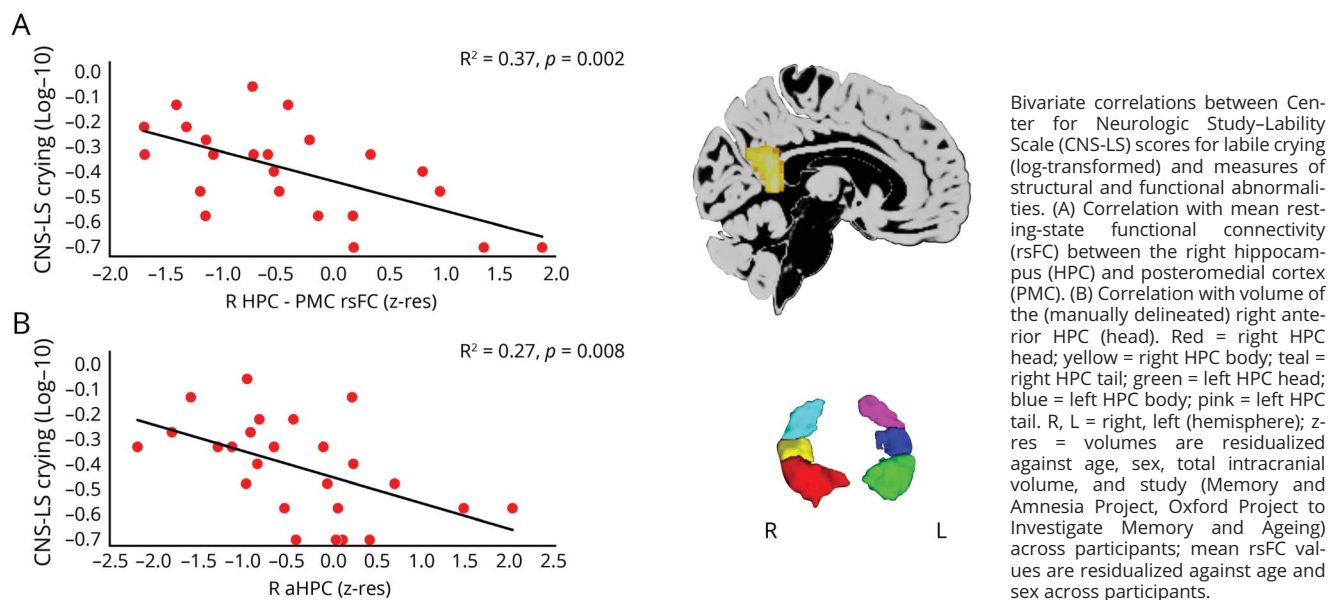 A
R² = 0.37, p = 0.002
CNS-LS crying (Log–10)
0.0
–0.1
–0.2
–0.3
–0.4
–0.5
–0.6
–0.7
–2.0 –1.5 –1.0 –0.5 0.0 0.5 1.0 1.5 2.0
R HPC - PMC rsFC (z-res)
B
R² = 0.27, p = 0.008
CNS-LS crying (Log–10)
0.0
–0.1
–0.2
–0.3
–0.4
–0.5
–0.6
–0.7
–2.5 –2.0 –1.5 –1.0 –0.5 0.0 0.5 1.0 1.5 2.0 2.5
R aHPC (z-res)
R L
Bivariate correlations between Cen-
ter for Neurologic Study–Lability
Scale (CNS-LS) scores for labile crying
(log-transformed) and measures of
structural and functional abnormali-
ties. (A) Correlation with mean rest-
ing-state functional connectivity
(rsFC) between the right hippocam-
pus (HPC) and posteromedial cortex
(PMC). (B) Correlation with volume of
the (manually delineated) right ante-
rior HPC (head). Red = right HPC
head; yellow = right HPC body; teal =
right HPC tail; green = left HPC head;
blue = left HPC body; pink = left HPC
tail. R, L = right, left (hemisphere); z-
res = volumes are residualized
against age, sex, total intracranial
volume, and study (Memory and
Amnesia Project, Oxford Project to
Investigate Memory and Ageing)
across participants; mean rsFC val-
ues are residualized against age and
sex across participants.